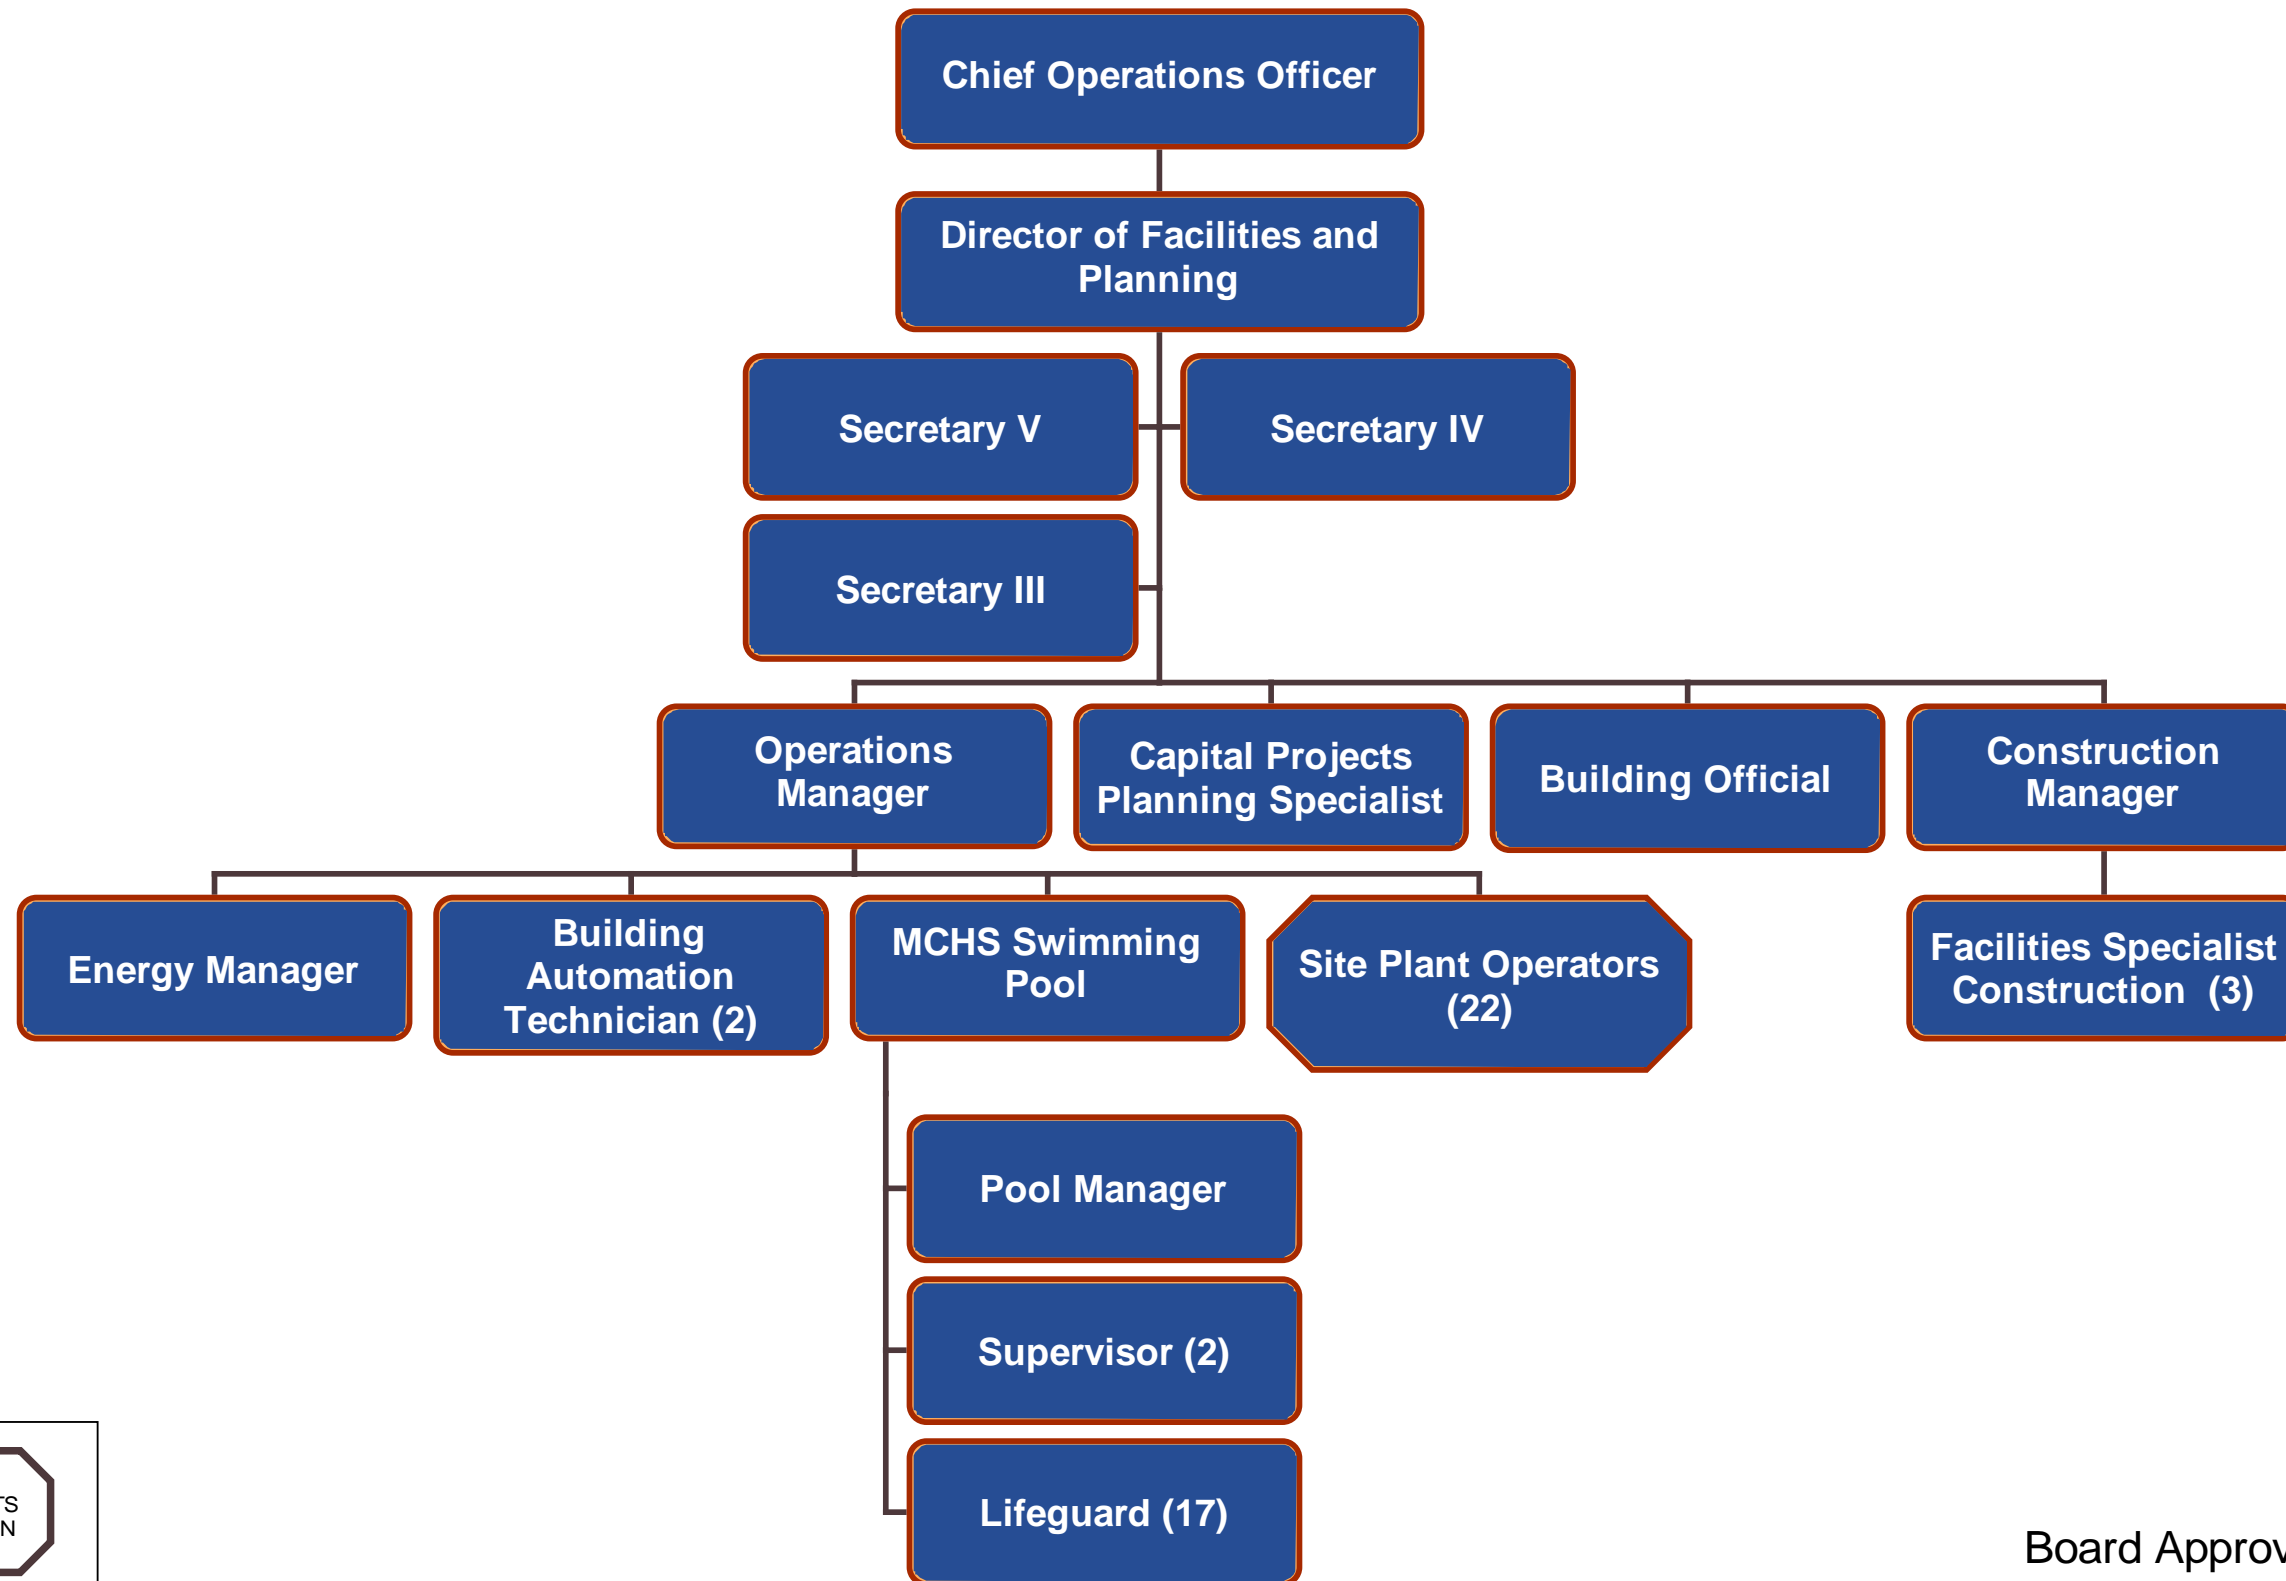 Chief Operations Officer
Director of Facilities and
Planning
Secretary V
Secretary IV
Secretary III
Operations
Manager
Capital Projects
Planning Specialist
Building Official
Construction
Manager
Energy Manager
Building
Automation
Technician (2)
MCHS Swimming
Pool
Site Plant Operators
(22)
Facilities Specialist
Construction (3)
Pool Manager
Supervisor (2)
Lifeguard (17)
Board